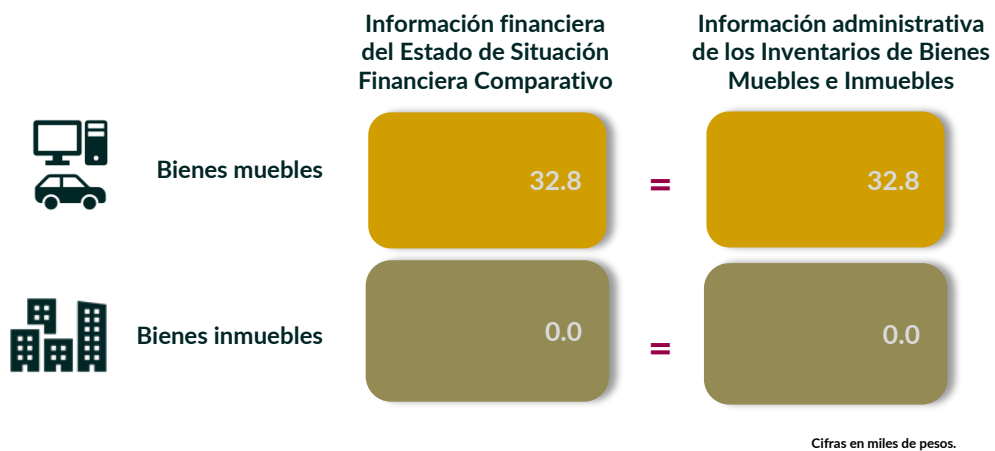 Información financiera
del Estado de Situación
Financiera Comparativo
Información administrativa
de los Inventarios de Bienes
Muebles e Inmuebles
Bienes muebles
32.8
=
32.8
Bienes inmuebles
0.0
=
0.0
Cifras en miles de pesos.